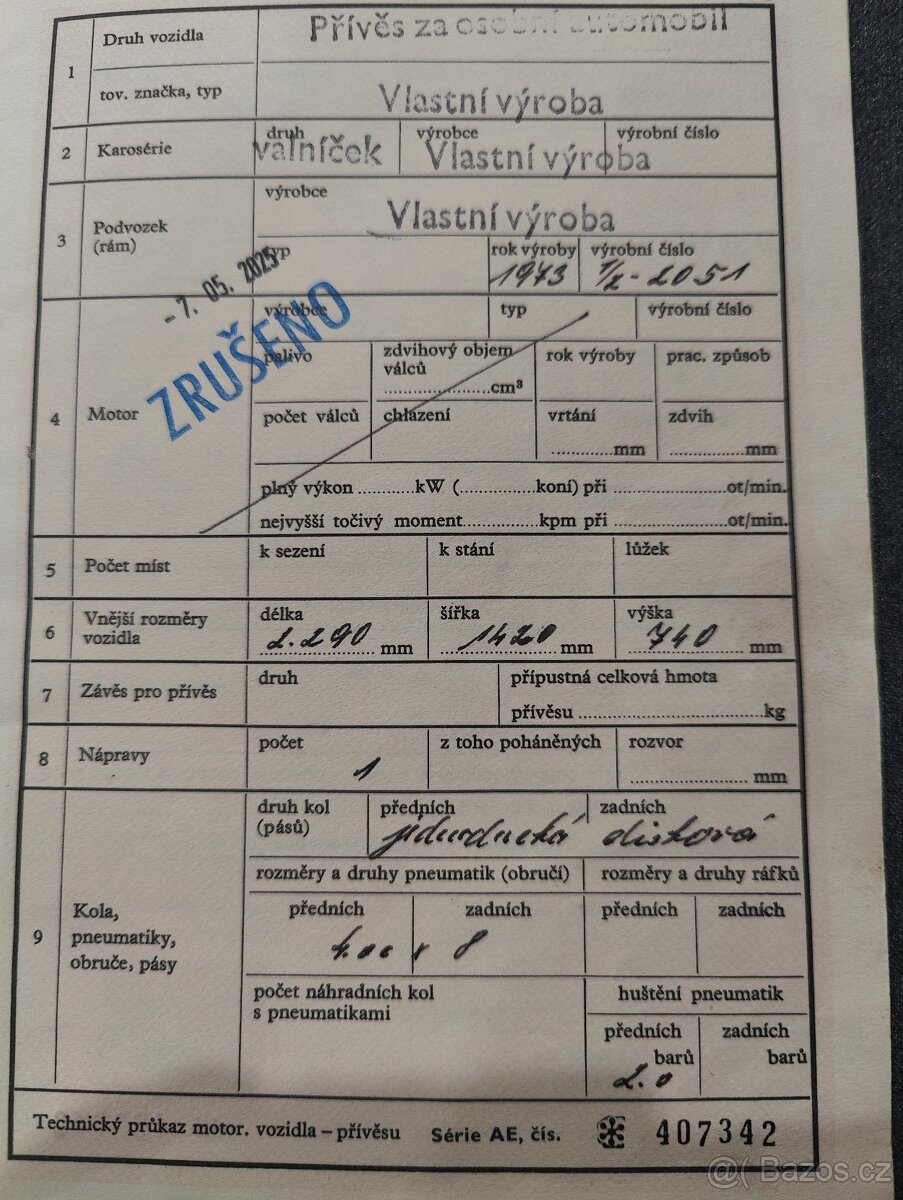 1 Druh vozidla Přívěs za osobní automobil
tov. značka, typ Vlastní výroba
2 Karosérie druh valníček výrobce Vlastní výroba výrobní číslo
3 Podvozek (rám) výrobce Vlastní výroba
typ rok výroby 1973 výrobní číslo 1/Z-2051
-7. 05. 2025
ZRUŠENO
4 Motor výrobce typ výrobní číslo
palivo zdvihový objem válců ..........cm³ rok výroby prac. způsob
počet válců chlazení vrtání ..........mm zdvih ..........mm
plný výkon ..........kW (..........koní) při ..........ot/min.
nejvyšší točivý moment..........kpm při ..........ot/min.
5 Počet míst k sezení k stání lůžek
6 Vnější rozměry vozidla délka 2.290 mm šířka 1420 mm výška 740 mm
7 Závěs pro přívěs druh přípustná celková hmota
přívěsu ..........kg
8 Nápravy počet 1 z toho poháněných rozvor .......... mm
9 Kola, pneumatiky, obruče, pásy
druh kol (pásů) předních jednoduchá zadních disková
rozměry a druhy pneumatik (obručí) rozměry a druhy ráfků
předních zadních předních zadních
4.00 x 8
počet náhradních kol s pneumatikami huštění pneumatik
předních barů 2.0 zadních barů
Technický průkaz motor. vozidla – přívěsu Série AE, čís. 407342
@( Bazos.cz